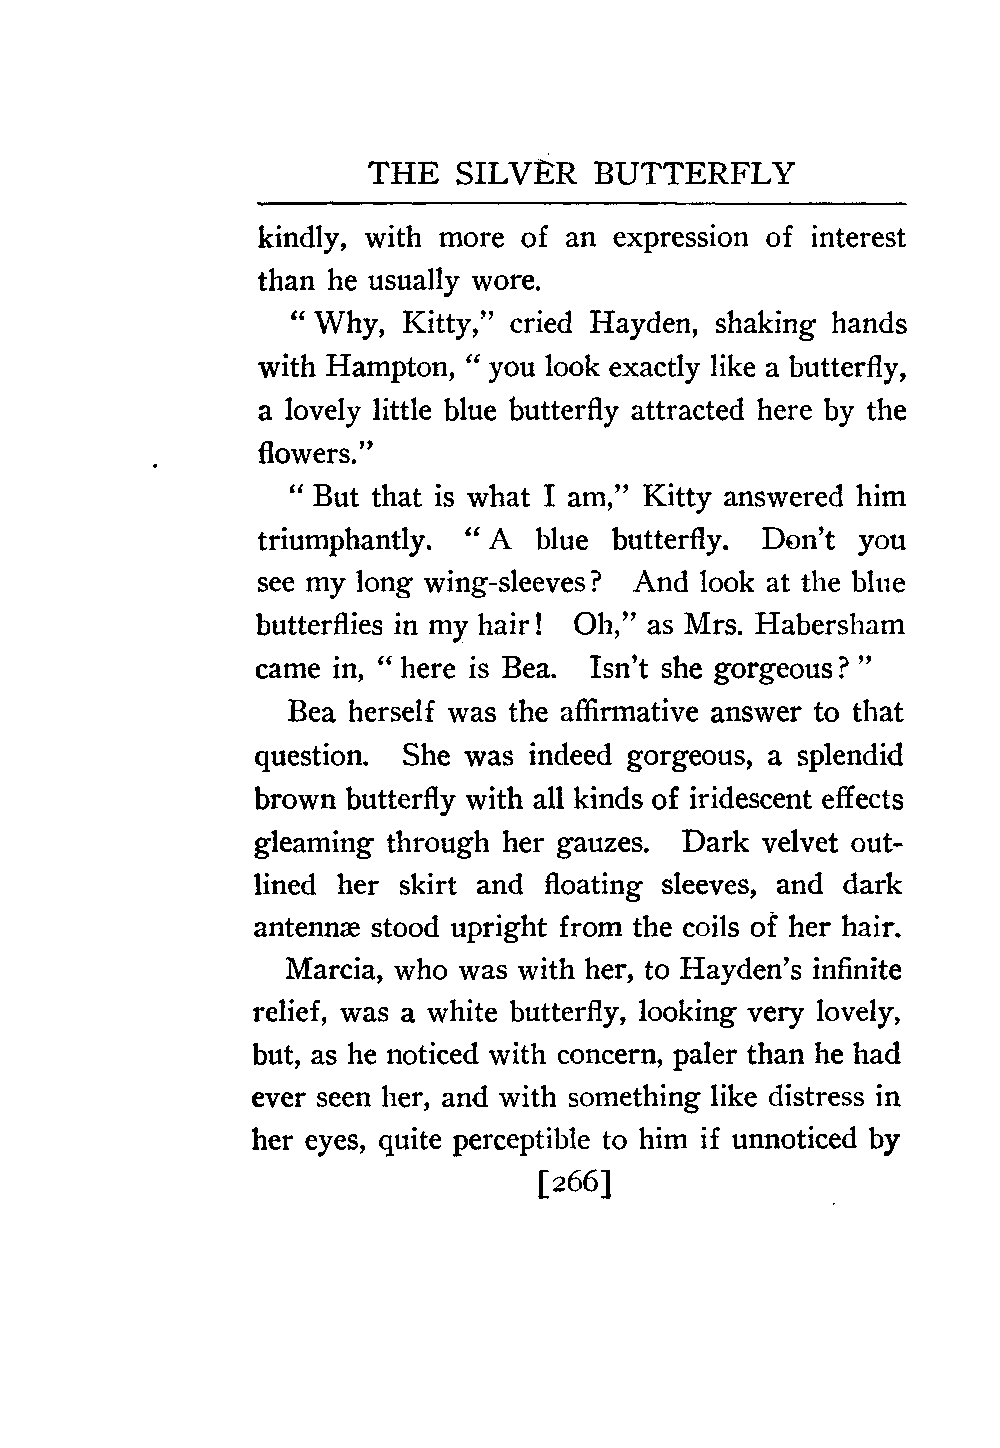 THE SILVER BUTTERFLY
kindly, with more of an expression of interest
than he usually wore.
“ Why, Kitty,” cried Hayden, shaking hands
with Hampton, “ you look exactly like a butterfly,
a lovely little blue butterfly attracted here by the
flowers.”
“ But that is what I am,” Kitty answered him
triumphantly. “ A blue butterfly. Don’t you
see my long wing-sleeves? And look at the blue
butterflies in my hair! Oh,” as Mrs. Habersham
came in, “ here is Bea. Isn’t she gorgeous? ”
Bea herself was the affirmative answer to that
question. She was indeed gorgeous, a splendid
brown butterfly with all kinds of iridescent effects
gleaming through her gauzes. Dark velvet out-
lined her skirt and floating sleeves, and dark
antennæ stood upright from the coils of her hair.
Marcia, who was with her, to Hayden’s infinite
relief, was a white butterfly, looking very lovely,
but, as he noticed with concern, paler than he had
ever seen her, and with something like distress in
her eyes, quite perceptible to him if unnoticed by
[266]